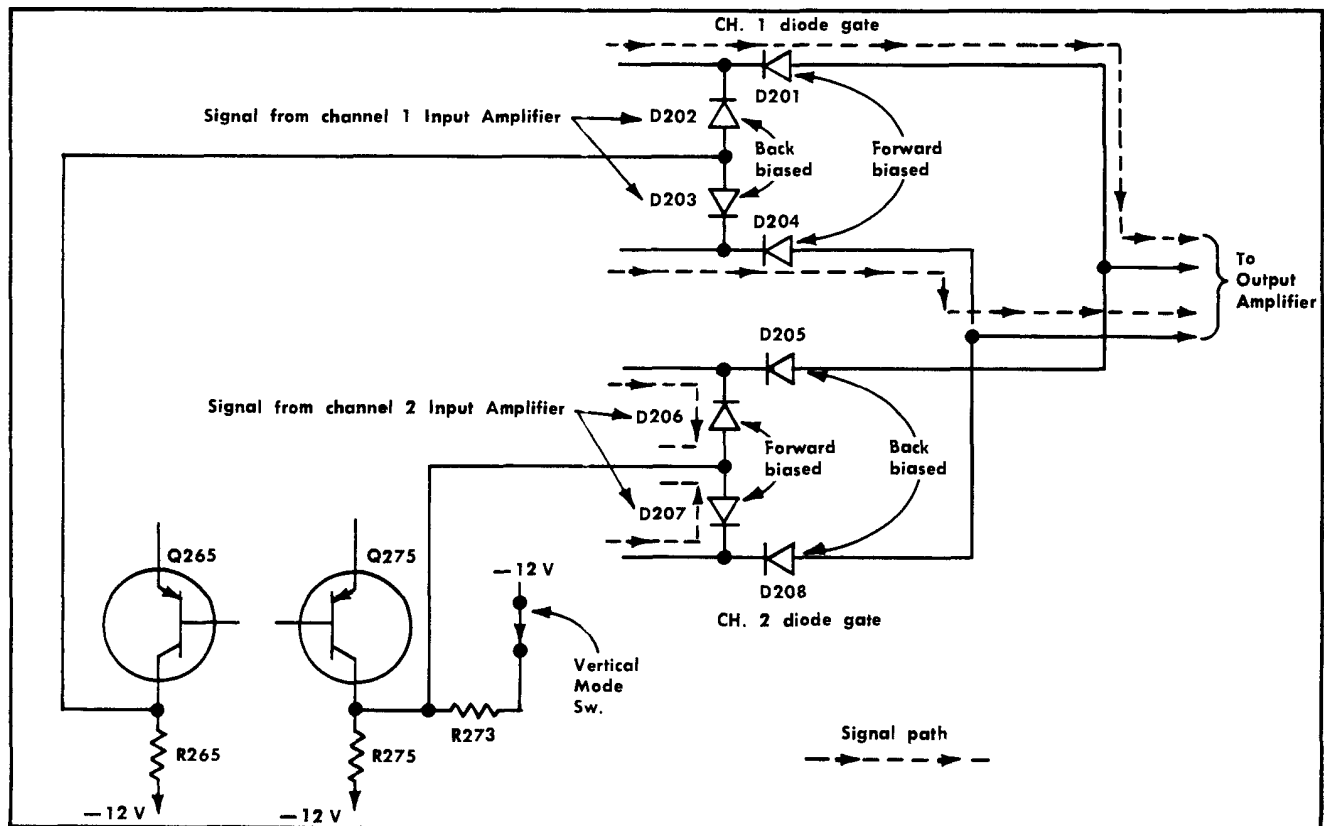 CH. 1 diode gate
D201
Signal from channel 1 Input Amplifier
D202
Back
biased
Forward
biased
D203
D204
To
Output
Amplifier
D205
Signal from channel 2 Input Amplifier
D206
Forward
biased
Back
biased
D207
D208
CH. 2 diode gate
Q265
Q275
— 12 V
Vertical
Mode
Sw.
R273
R265
R275
— 12 V
— 12 V
Signal path